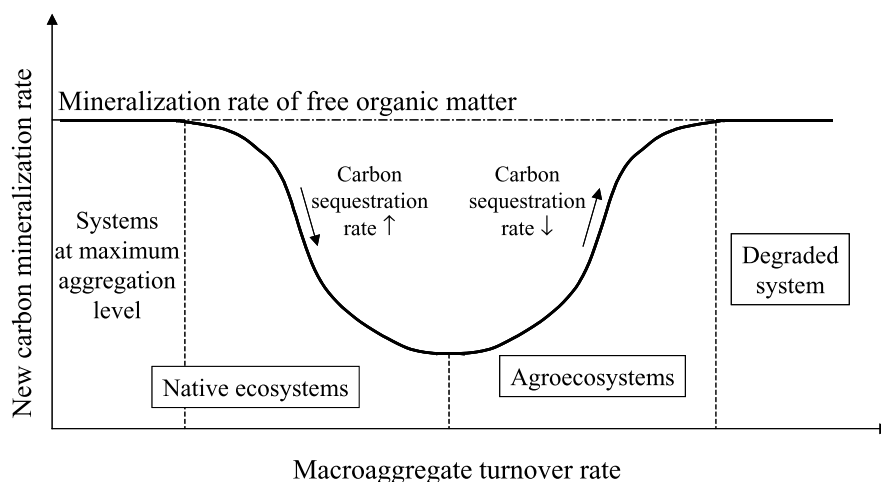 New carbon mineralization rate
Mineralization rate of free organic matter
Systems
at maximum
aggregation
level
Carbon
sequestration
rate ↑
Carbon
sequestration
rate ↓
Degraded
system
Native ecosystems
Agroecosystems
Macroaggregate turnover rate